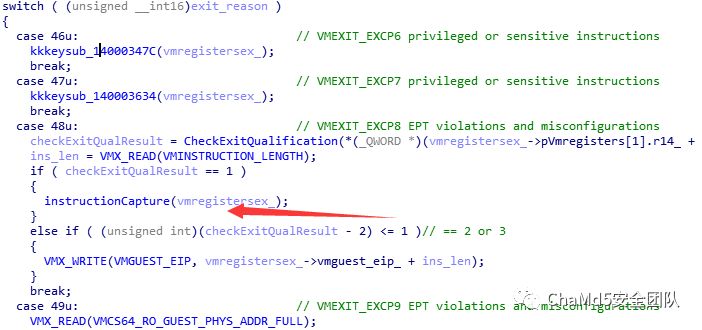 switch ( (unsigned __int16)exit_reason )
{
case 46u: // VMEXIT_EXCP6 privileged or sensitive instructions
kkkeysub_14000347C(vmregistersex_);
break;
case 47u: // VMEXIT_EXCP7 privileged or sensitive instructions
kkkeysub_140003634(vmregistersex_);
break;
case 48u: // VMEXIT_EXCP8 EPT violations and misconfigurations
checkExitQualResult = CheckExitQualification(*(_QWORD *)(vmregistersex_->pVmregisters[1].r14_ +
ins_len = VMX_READ(VMINSTRUCTION_LENGTH);
if ( checkExitQualResult == 1 )
{
instructionCapture(vmregistersex_);
}
else if ( (unsigned int)(checkExitQualResult - 2) <= 1 )// == 2 or 3
{
VMX_WRITE(VMGUEST_EIP, vmregistersex_->vmguest_eip_ + ins_len);
}
break;
case 49u: // VMEXIT_EXCP9 EPT violations and misconfigurations
VMX_READ(VMCS64_RO_GUEST_PHYS_ADDR_FULL);
ChaMd5安全团队